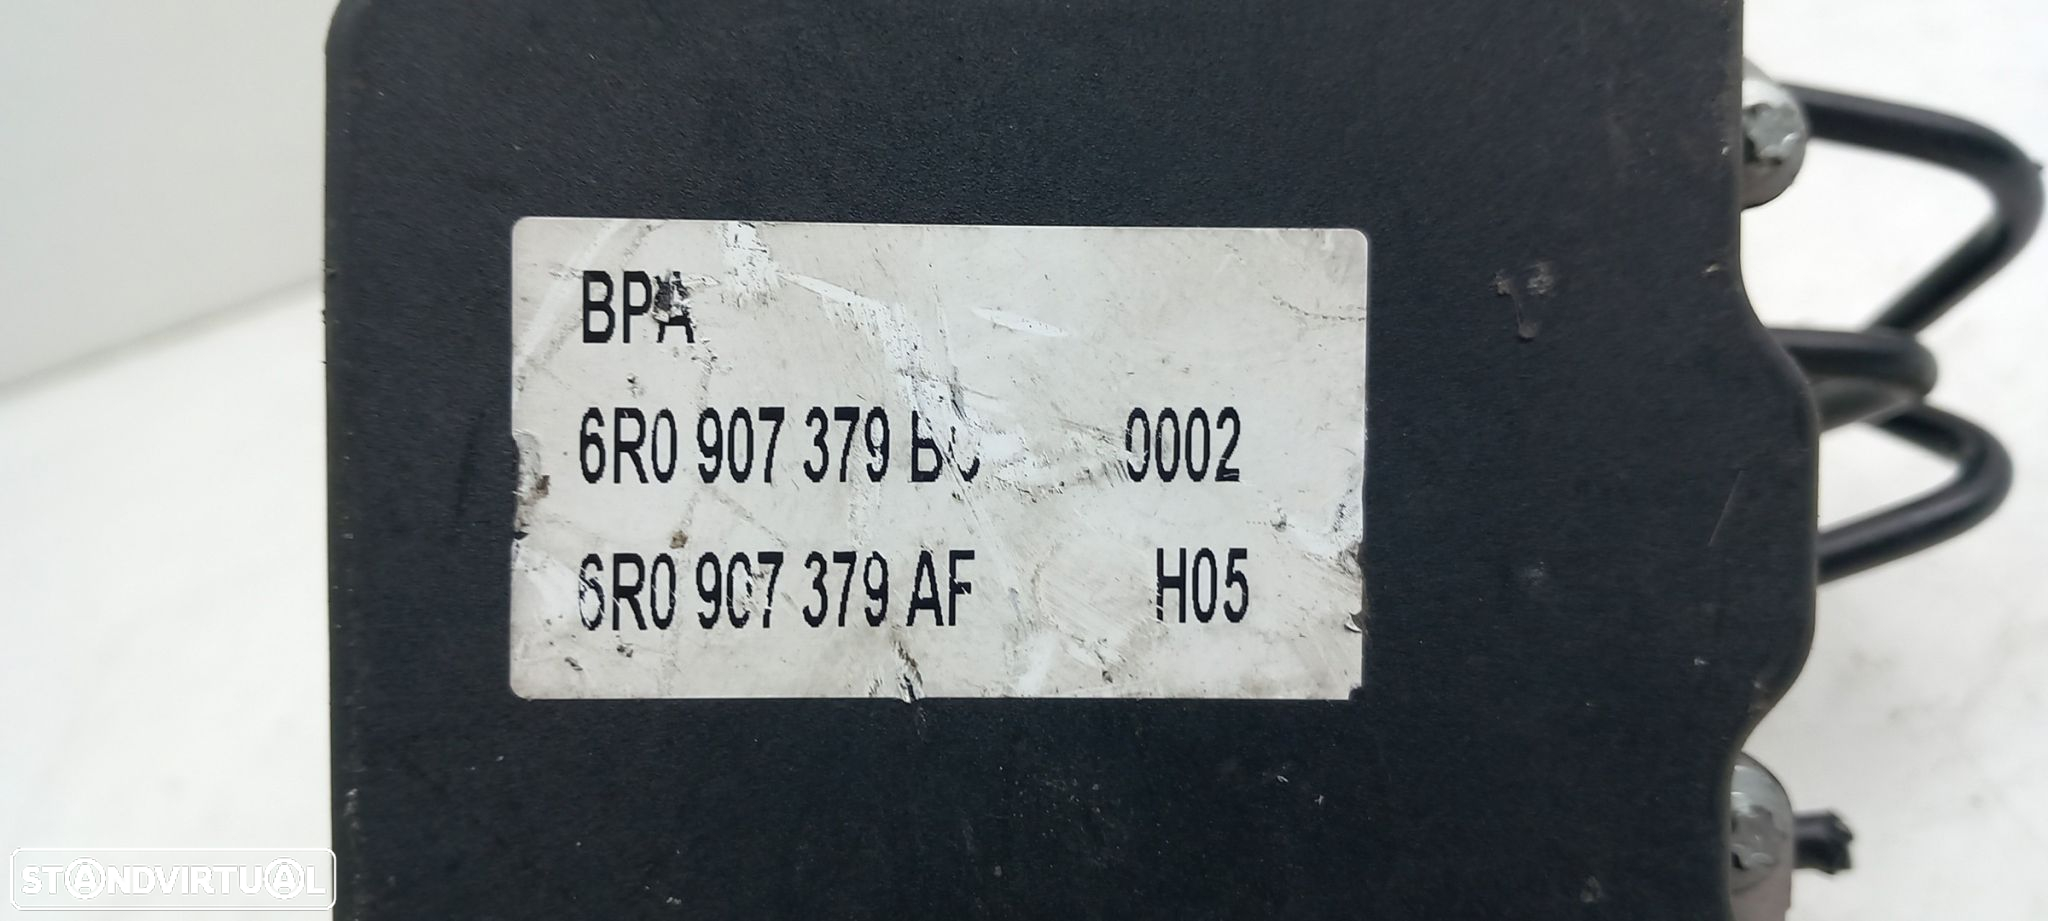 BPA
6R0 907 379 0002
6R0 907 379 AF H05
STANDVIRTUAL